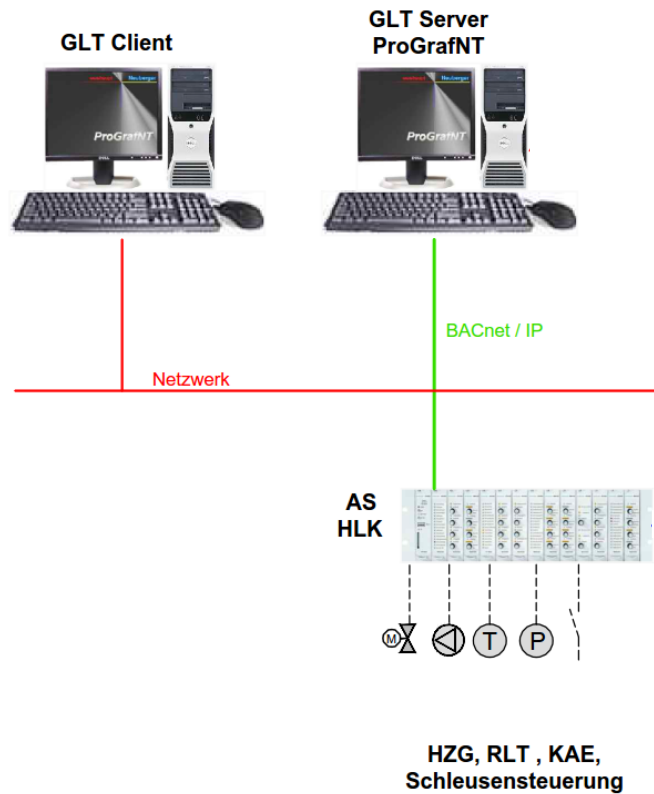 GLT Client
GLT Server
ProGrafNT
ProGrafNT
ProGrafNT
BACnet / IP
Netzwerk
AS
HLK
M
T
P
HZG, RLT , KAE,
Schleusensteuerung